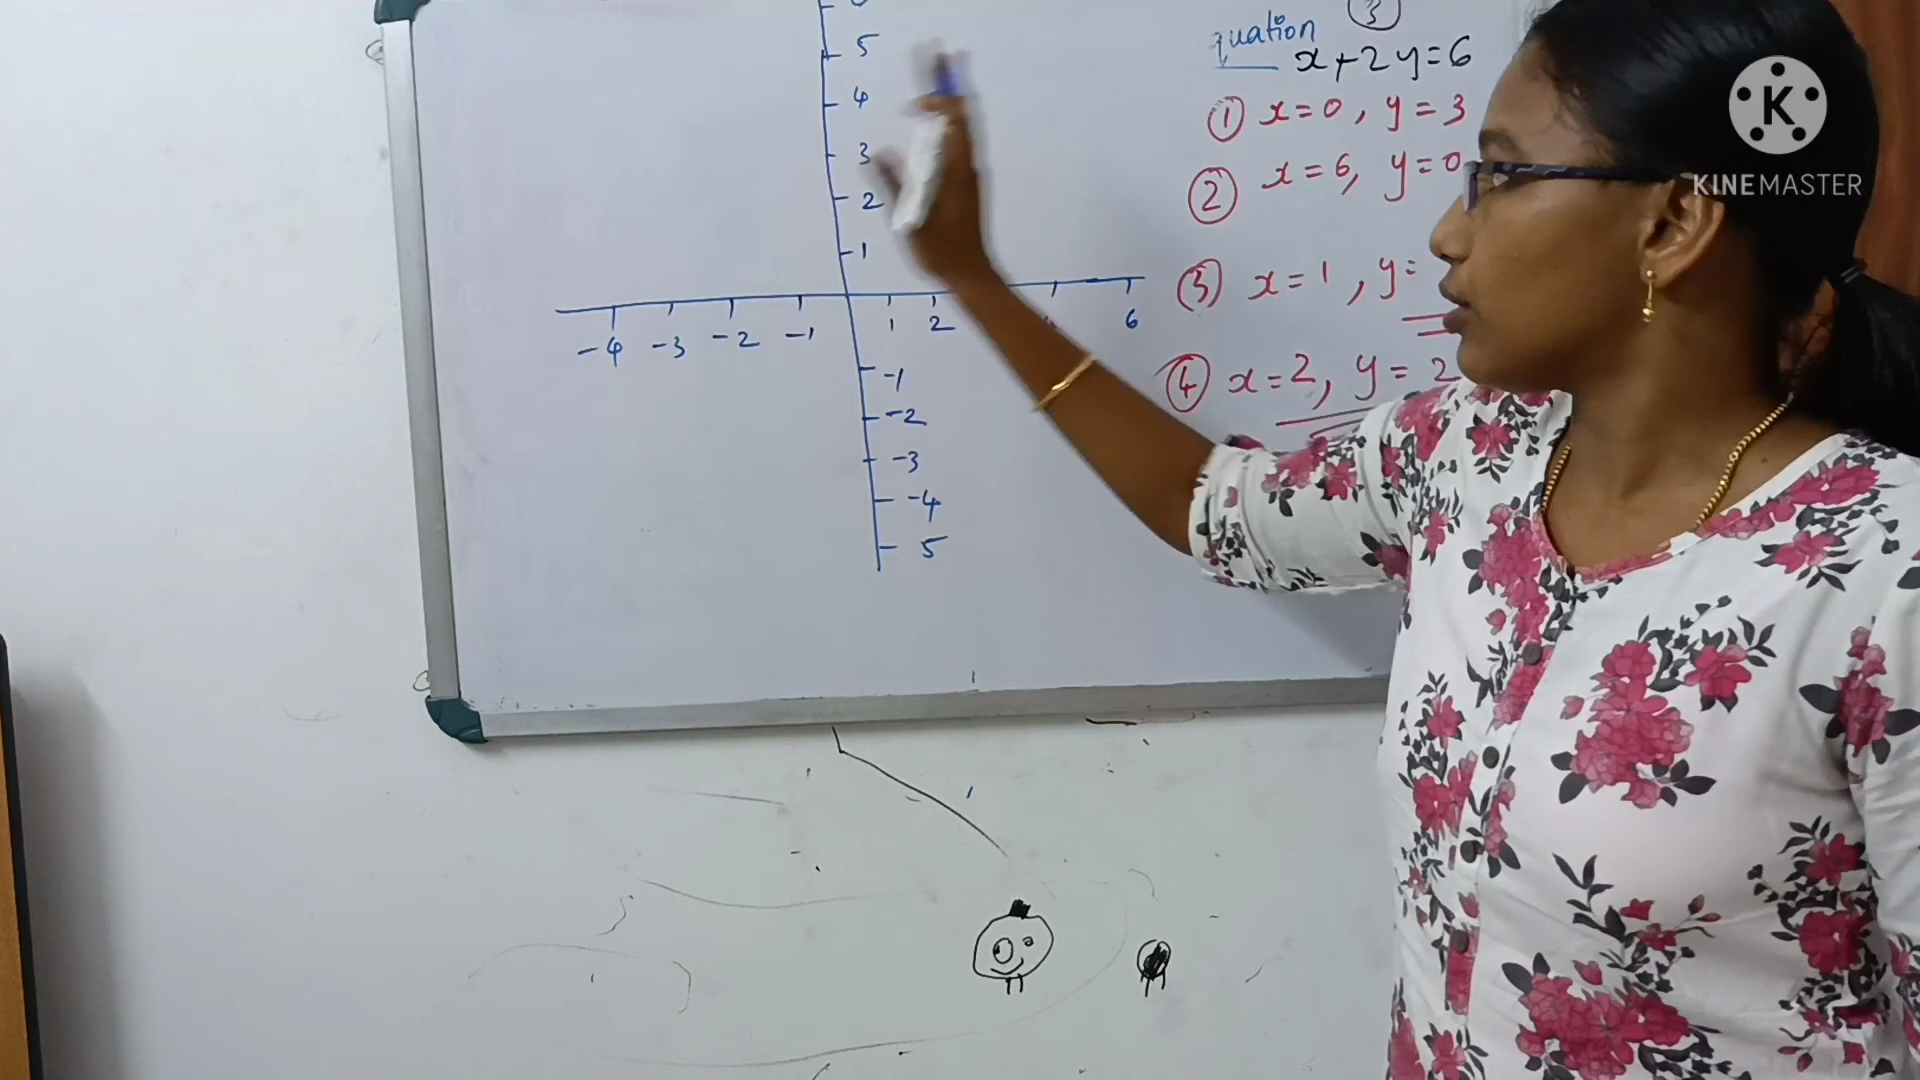 5
4
3
2
1
-4 -3 -2 -1 1 2 6
-1
-2
-3
-4
- 5
3
quation
x+2y=6
① x=0, y=3
② x=6, y=0
③ x=1, y=
④ x=2, y=2
K
KINEMASTER